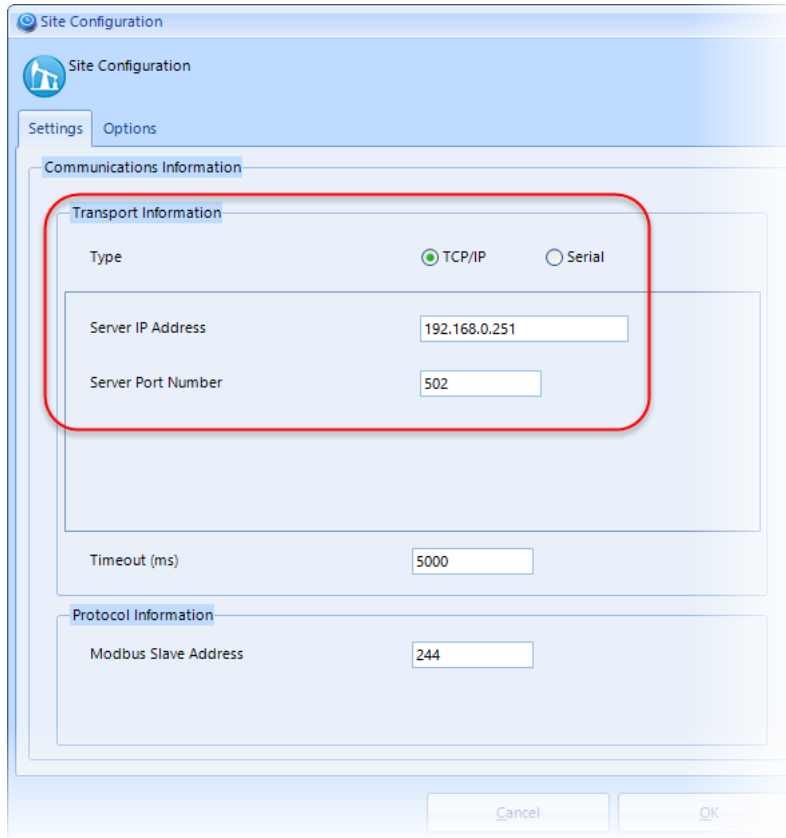 Site Configuration
Site Configuration
Settings Options
Communications Information
Transport Information
Type TCP/IP Serial
Server IP Address 192.168.0.251
Server Port Number 502
Timeout (ms) 5000
Protocol Information
Modbus Slave Address 244
Cancel OK